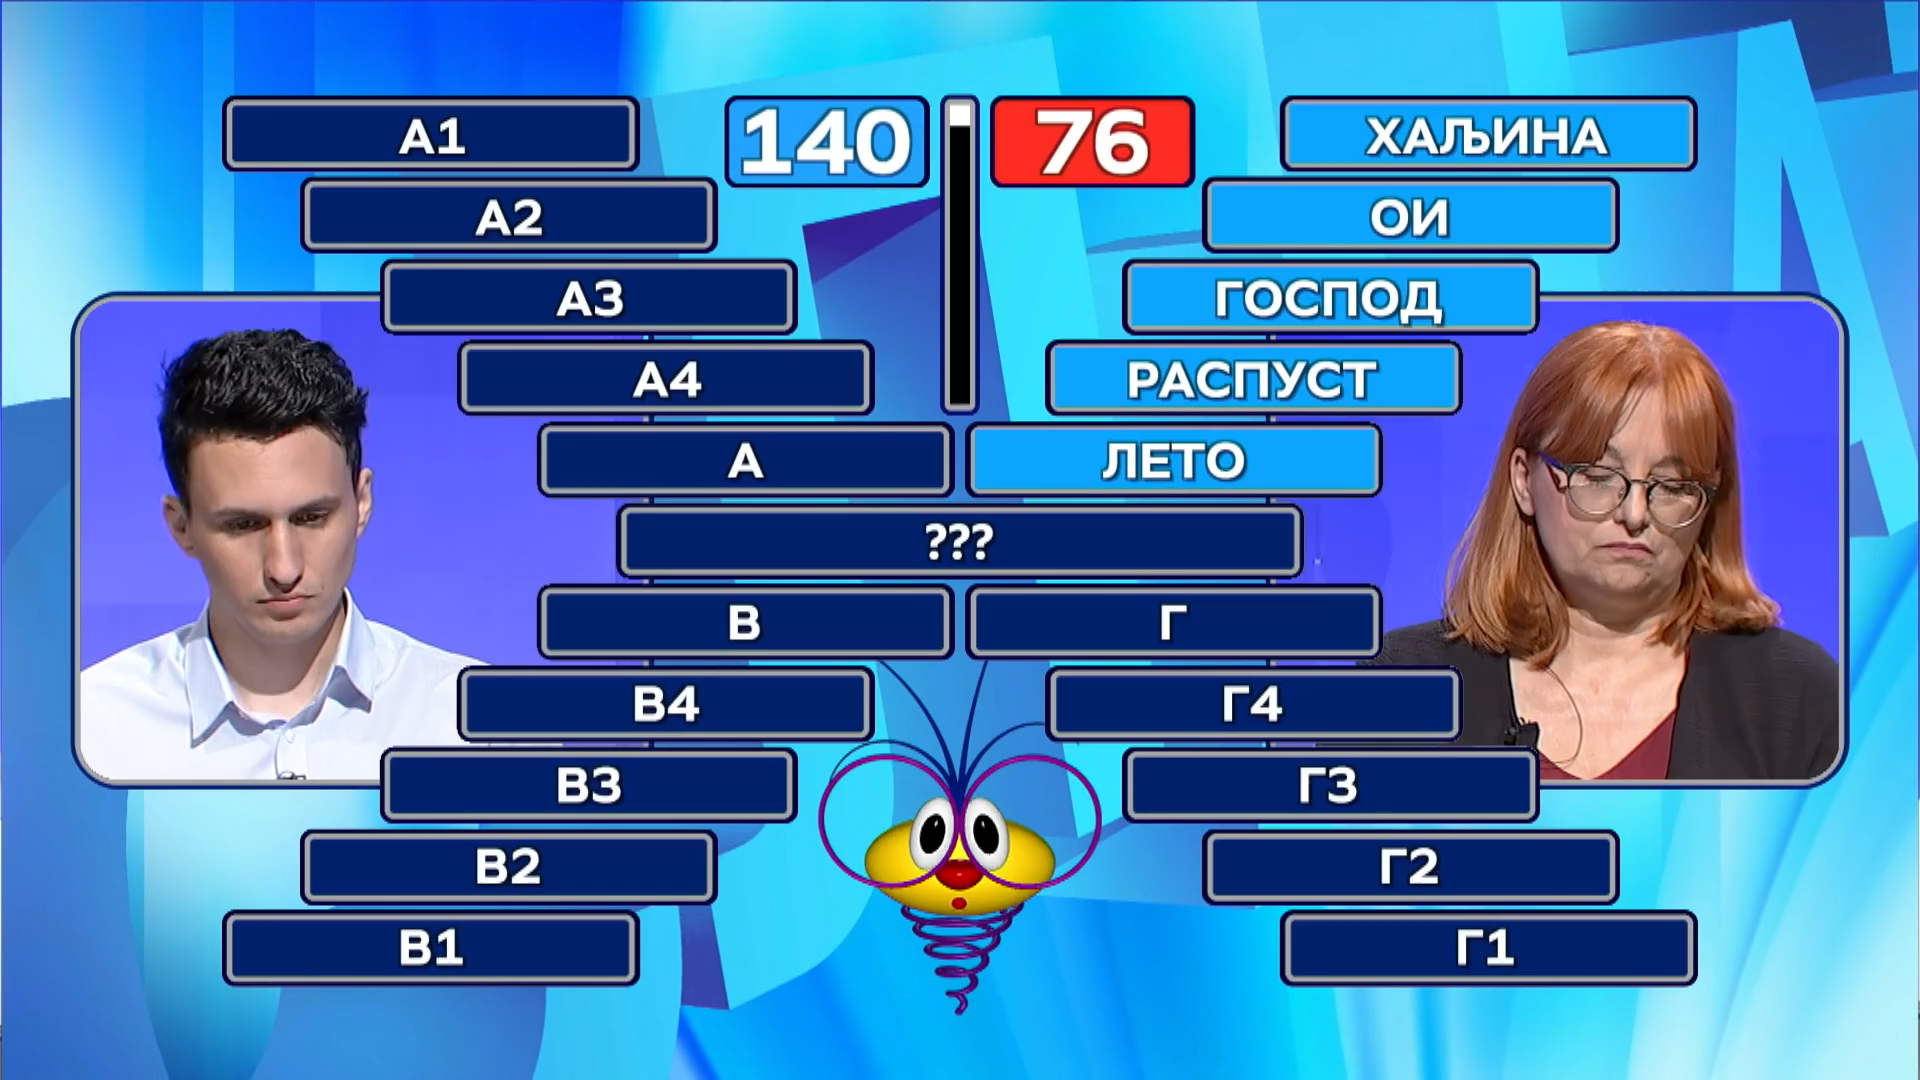 А1
140
76
ХАЉИНА
А2
ОИ
А3
ГОСПОД
А4
РАСПУСТ
А
ЛЕТО
???
В
Г
В4
Г4
В3
Г3
В2
Г2
В1
Г1